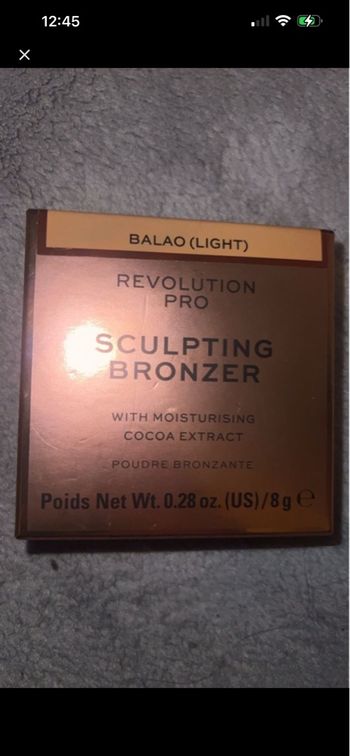 12:45
BALAO (LIGHT)
REVOLUTION
PRO
SCULPTING
BRONZER
WITH MOISTURISING
COCOA EXTRACT
POUDRE BRONZANTE
Poids Net Wt. 0.28 oz. (US)/8 g ℮